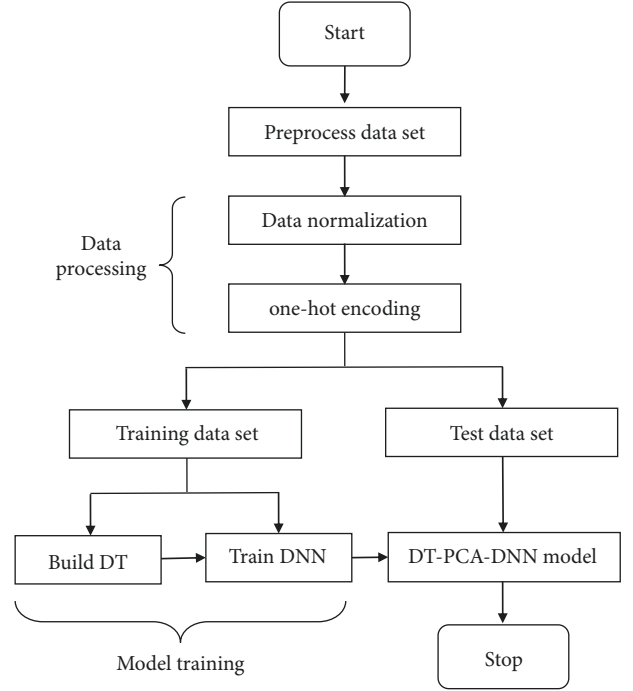 Start
Preprocess data set
Data normalization
Data
processing
one-hot encoding
Training data set
Test data set
Build DT
Train DNN
DT-PCA-DNN model
Model training
Stop